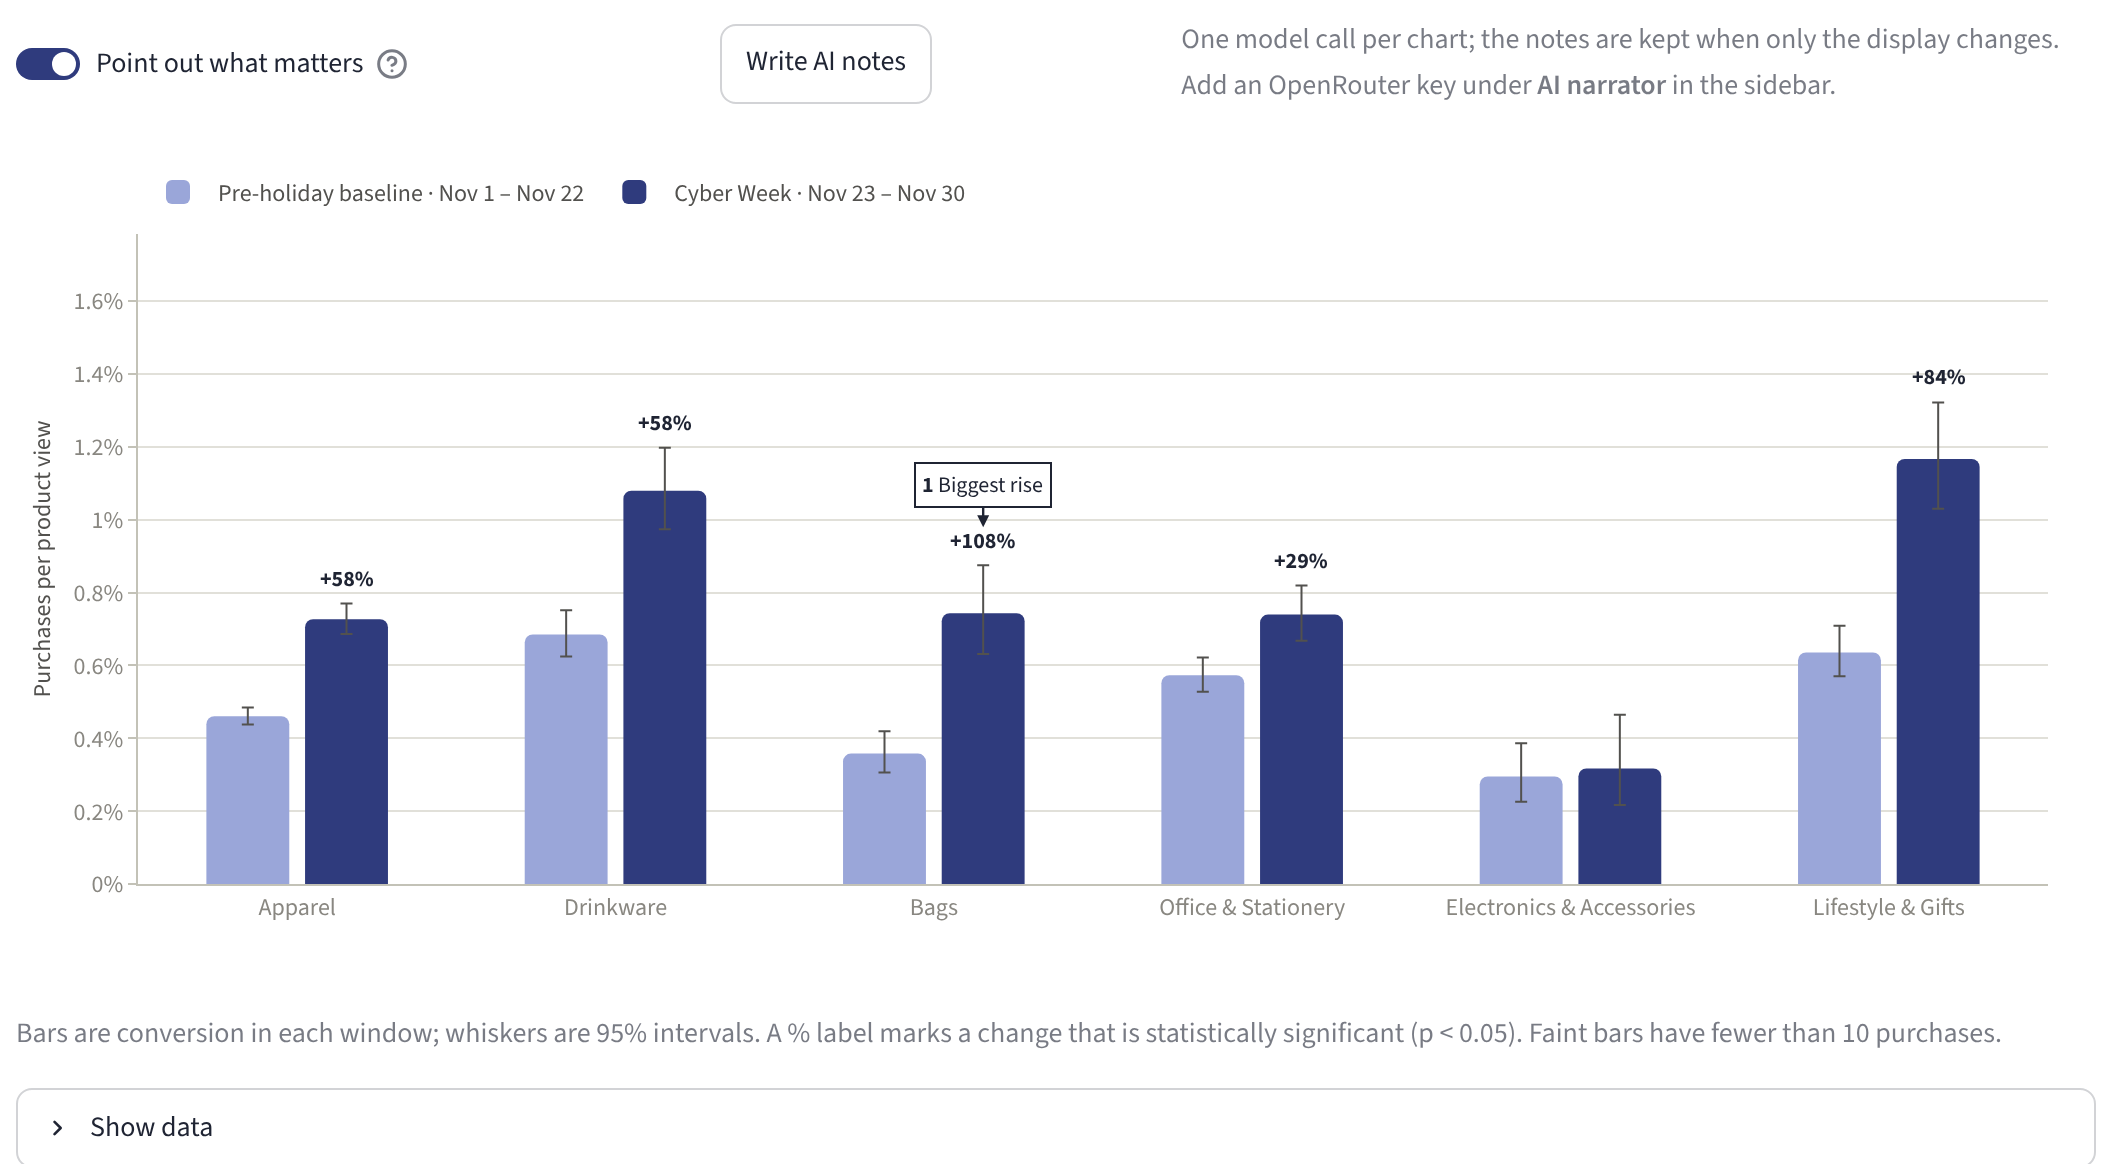 Point out what matters
Write AI notes
One model call per chart; the notes are kept when only the display changes.
Add an OpenRouter key under AI narrator in the sidebar.
Pre-holiday baseline · Nov 1 – Nov 22
Cyber Week · Nov 23 – Nov 30
Purchases per product view
1.6%
1.4%
1.2%
1%
0.8%
0.6%
0.4%
0.2%
0%
+58%
+58%
1 Biggest rise
+108%
+29%
+84%
Apparel
Drinkware
Bags
Office & Stationery
Electronics & Accessories
Lifestyle & Gifts
Bars are conversion in each window; whiskers are 95% intervals. A % label marks a change that is statistically significant (p < 0.05). Faint bars have fewer than 10 purchases.
Show data